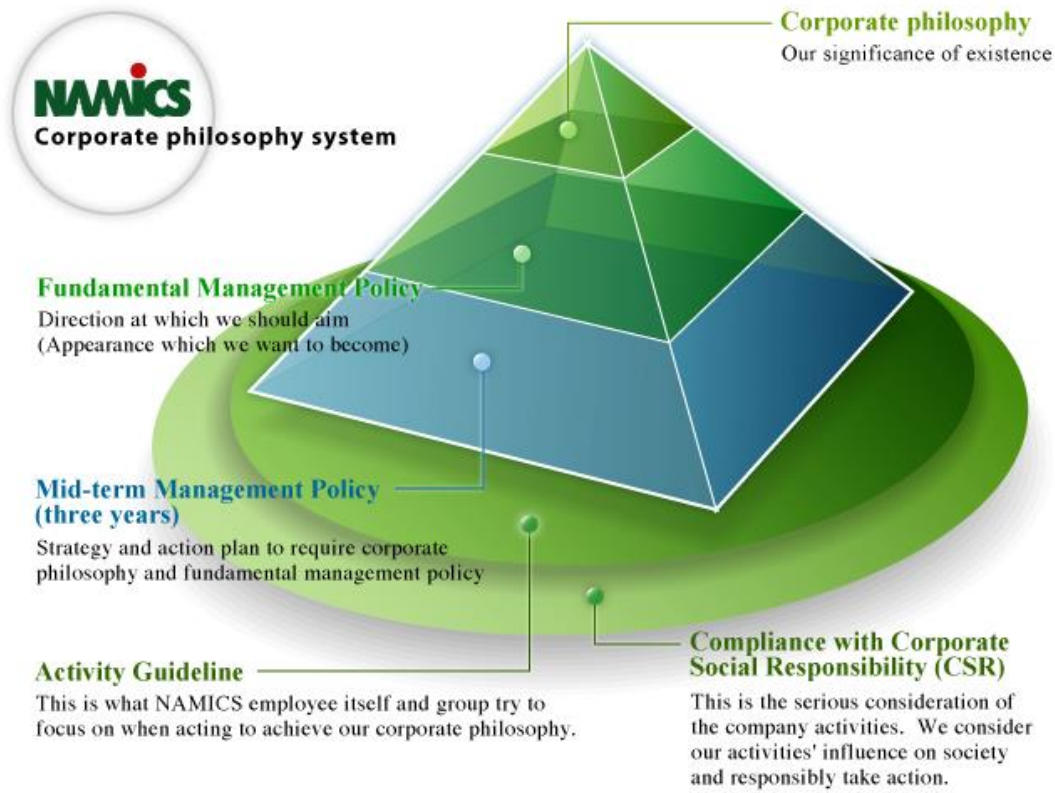 Corporate philosophy
Our significance of existence
NAMICS
Corporate philosophy system
Fundamental Management Policy
Direction at which we should aim
(Appearance which we want to become)
Mid-term Management Policy
(three years)
Strategy and action plan to require corporate
philosophy and fundamental management policy
Activity Guideline
This is what NAMICS employee itself and group try to
focus on when acting to achieve our corporate philosophy.
Compliance with Corporate
Social Responsibility (CSR)
This is the serious consideration of
the company activities.  We consider
our activities' influence on society
and responsibly take action.